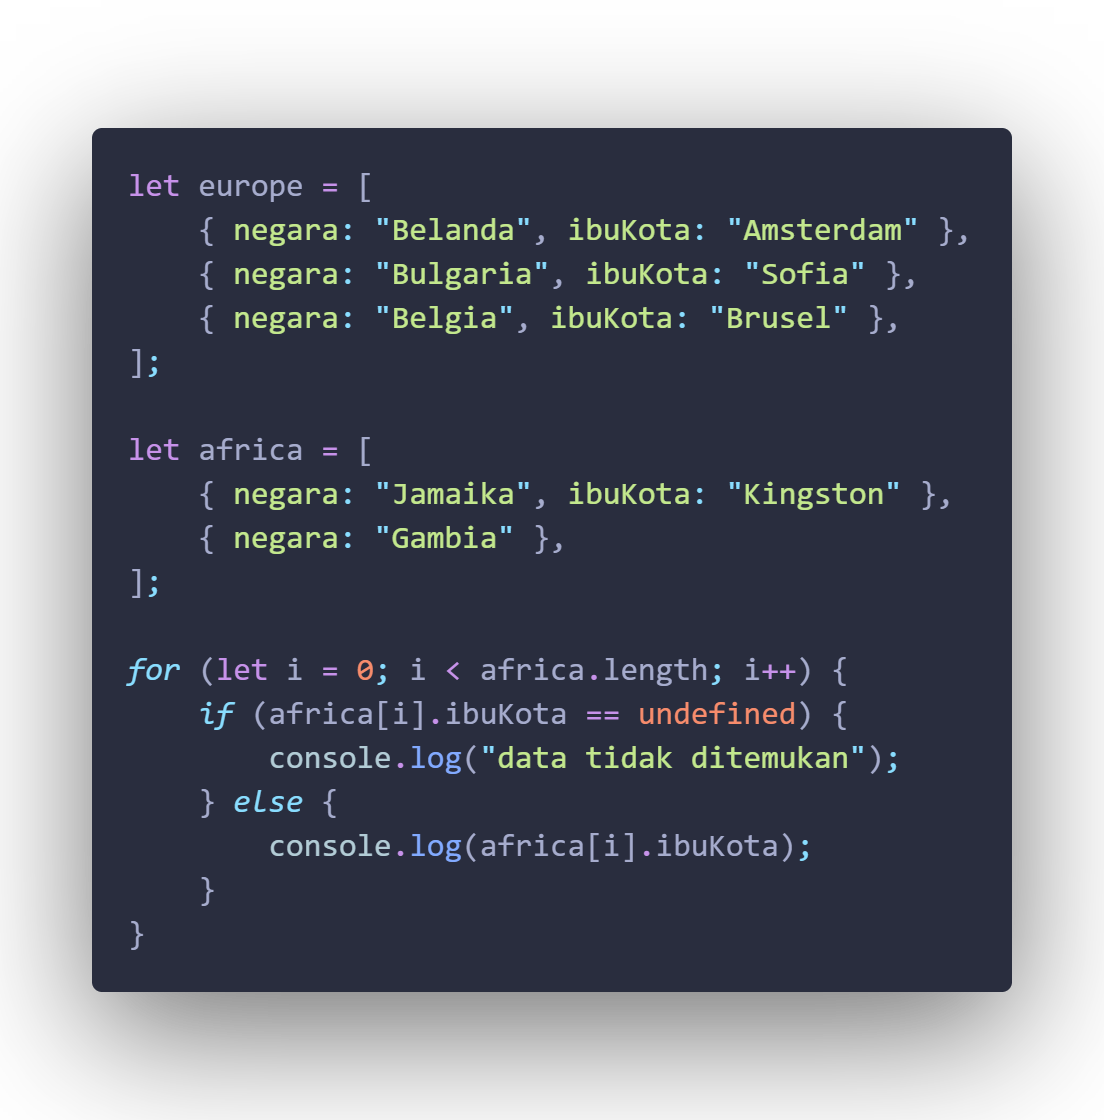 let europe = [
    { negara: "Belanda", ibuKota: "Amsterdam" },
    { negara: "Bulgaria", ibuKota: "Sofia" },
    { negara: "Belgia", ibuKota: "Brusel" },
];

let africa = [
    { negara: "Jamaika", ibuKota: "Kingston" },
    { negara: "Gambia" },
];

for (let i = 0; i < africa.length; i++) {
    if (africa[i].ibuKota == undefined) {
        console.log("data tidak ditemukan");
    } else {
        console.log(africa[i].ibuKota);
    }
}